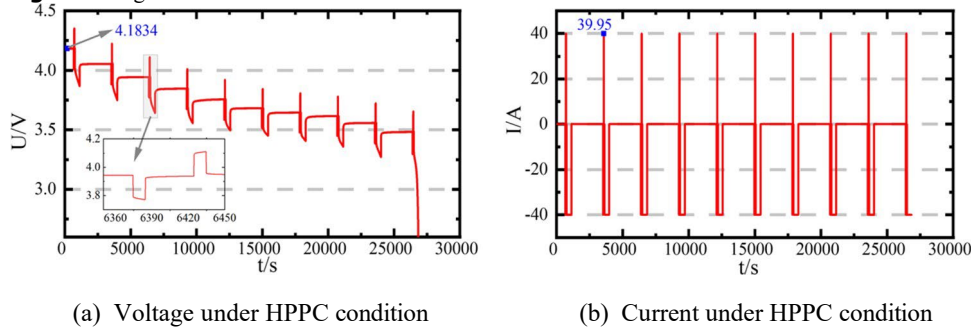 4.5
4.0
3.5
3.0
U/V
4.1834
4.2
4.0
3.8
6360 6390 6420 6450
0 5000 10000 15000 20000 25000 30000
t/s
(a) Voltage under HPPC condition
39.95
40
20
0
-20
-40
I/A
0 5000 10000 15000 20000 25000 30000
t/s
(b) Current under HPPC condition